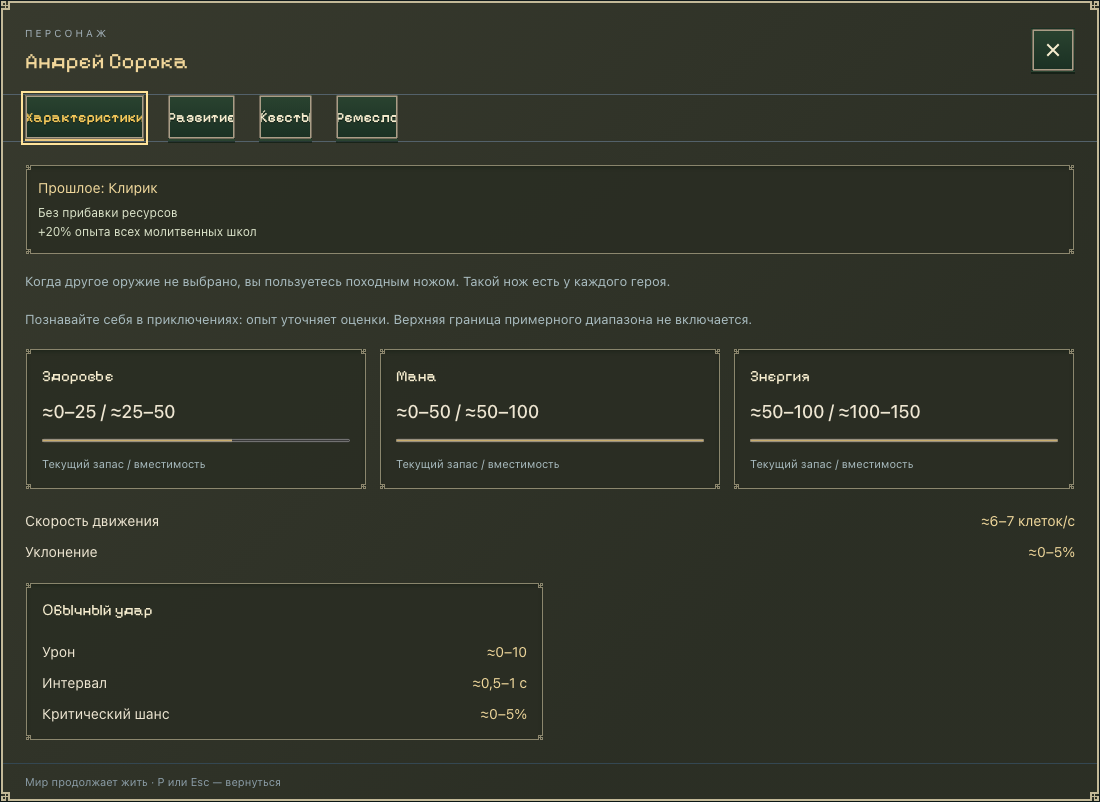 ПЕРСОНАЖ
Андрей Сорока
Характеристики
Развитие
Квесты
Ремесло
Прошлое: Клирик
Без прибавки ресурсов
+20% опыта всех молитвенных школ
Когда другое оружие не выбрано, вы пользуетесь походным ножом. Такой нож есть у каждого героя.
Познавайте себя в приключениях: опыт уточняет оценки. Верхняя граница примерного диапазона не включается.
Здоровье
≈0–25 / ≈25–50
Текущий запас / вместимость
Мана
≈0–50 / ≈50–100
Текущий запас / вместимость
Энергия
≈50–100 / ≈100–150
Текущий запас / вместимость
Скорость движения ≈6–7 клеток/с
Уклонение ≈0–5%
Обычный удар
Урон ≈0–10
Интервал ≈0,5–1 с
Критический шанс ≈0–5%
Мир продолжает жить · P или Esc — вернуться